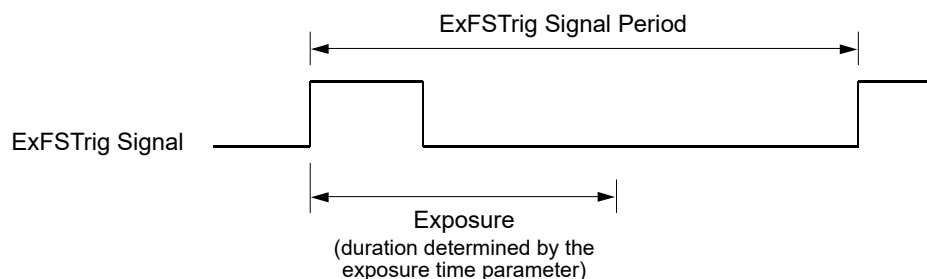 ExFSTrig Signal Period
ExFSTrig Signal
Exposure
(duration determined by the
exposure time parameter)